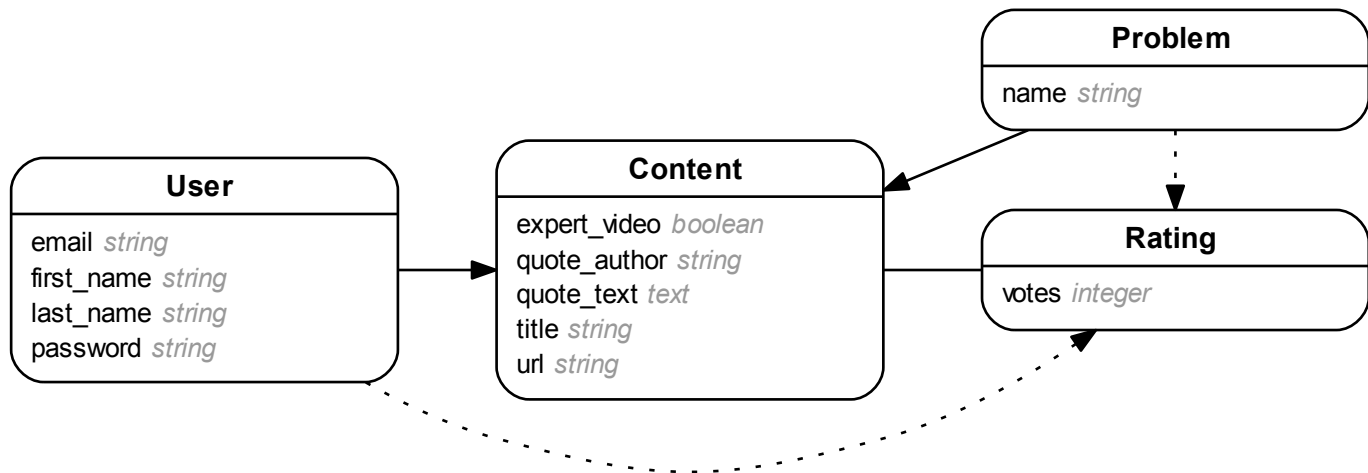 Problem
name string
User
email string
first_name string
last_name string
password string
Content
expert_video boolean
quote_author string
quote_text text
title string
url string
Rating
votes integer